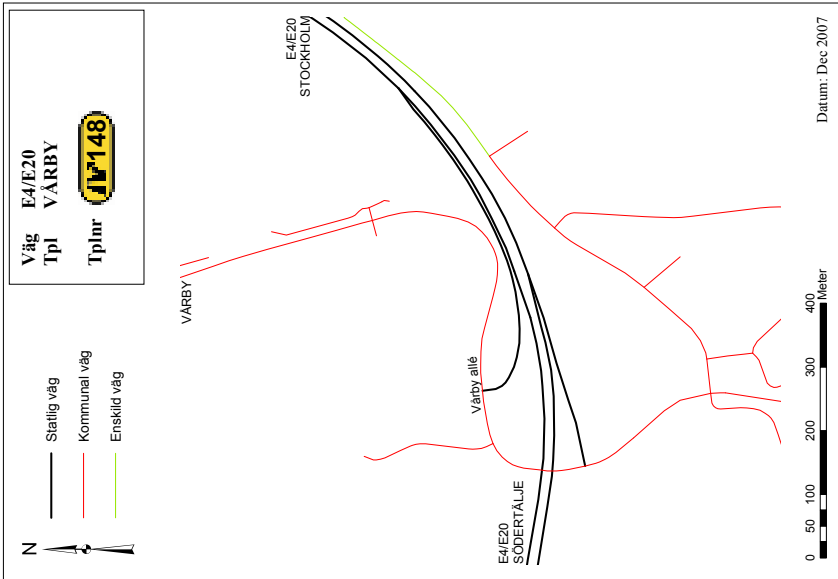 Väg E4/E20
Tpl VÅRBY
Tplnr 148
Statlig väg
Kommunal väg
Enskild väg
N
E4/E20
STOCKHOLM
VÅRBY
Vårby allé
E4/E20
SÖDERTÄLJE
0 50 100 200 300 400
Meter
Datum: Dec 2007